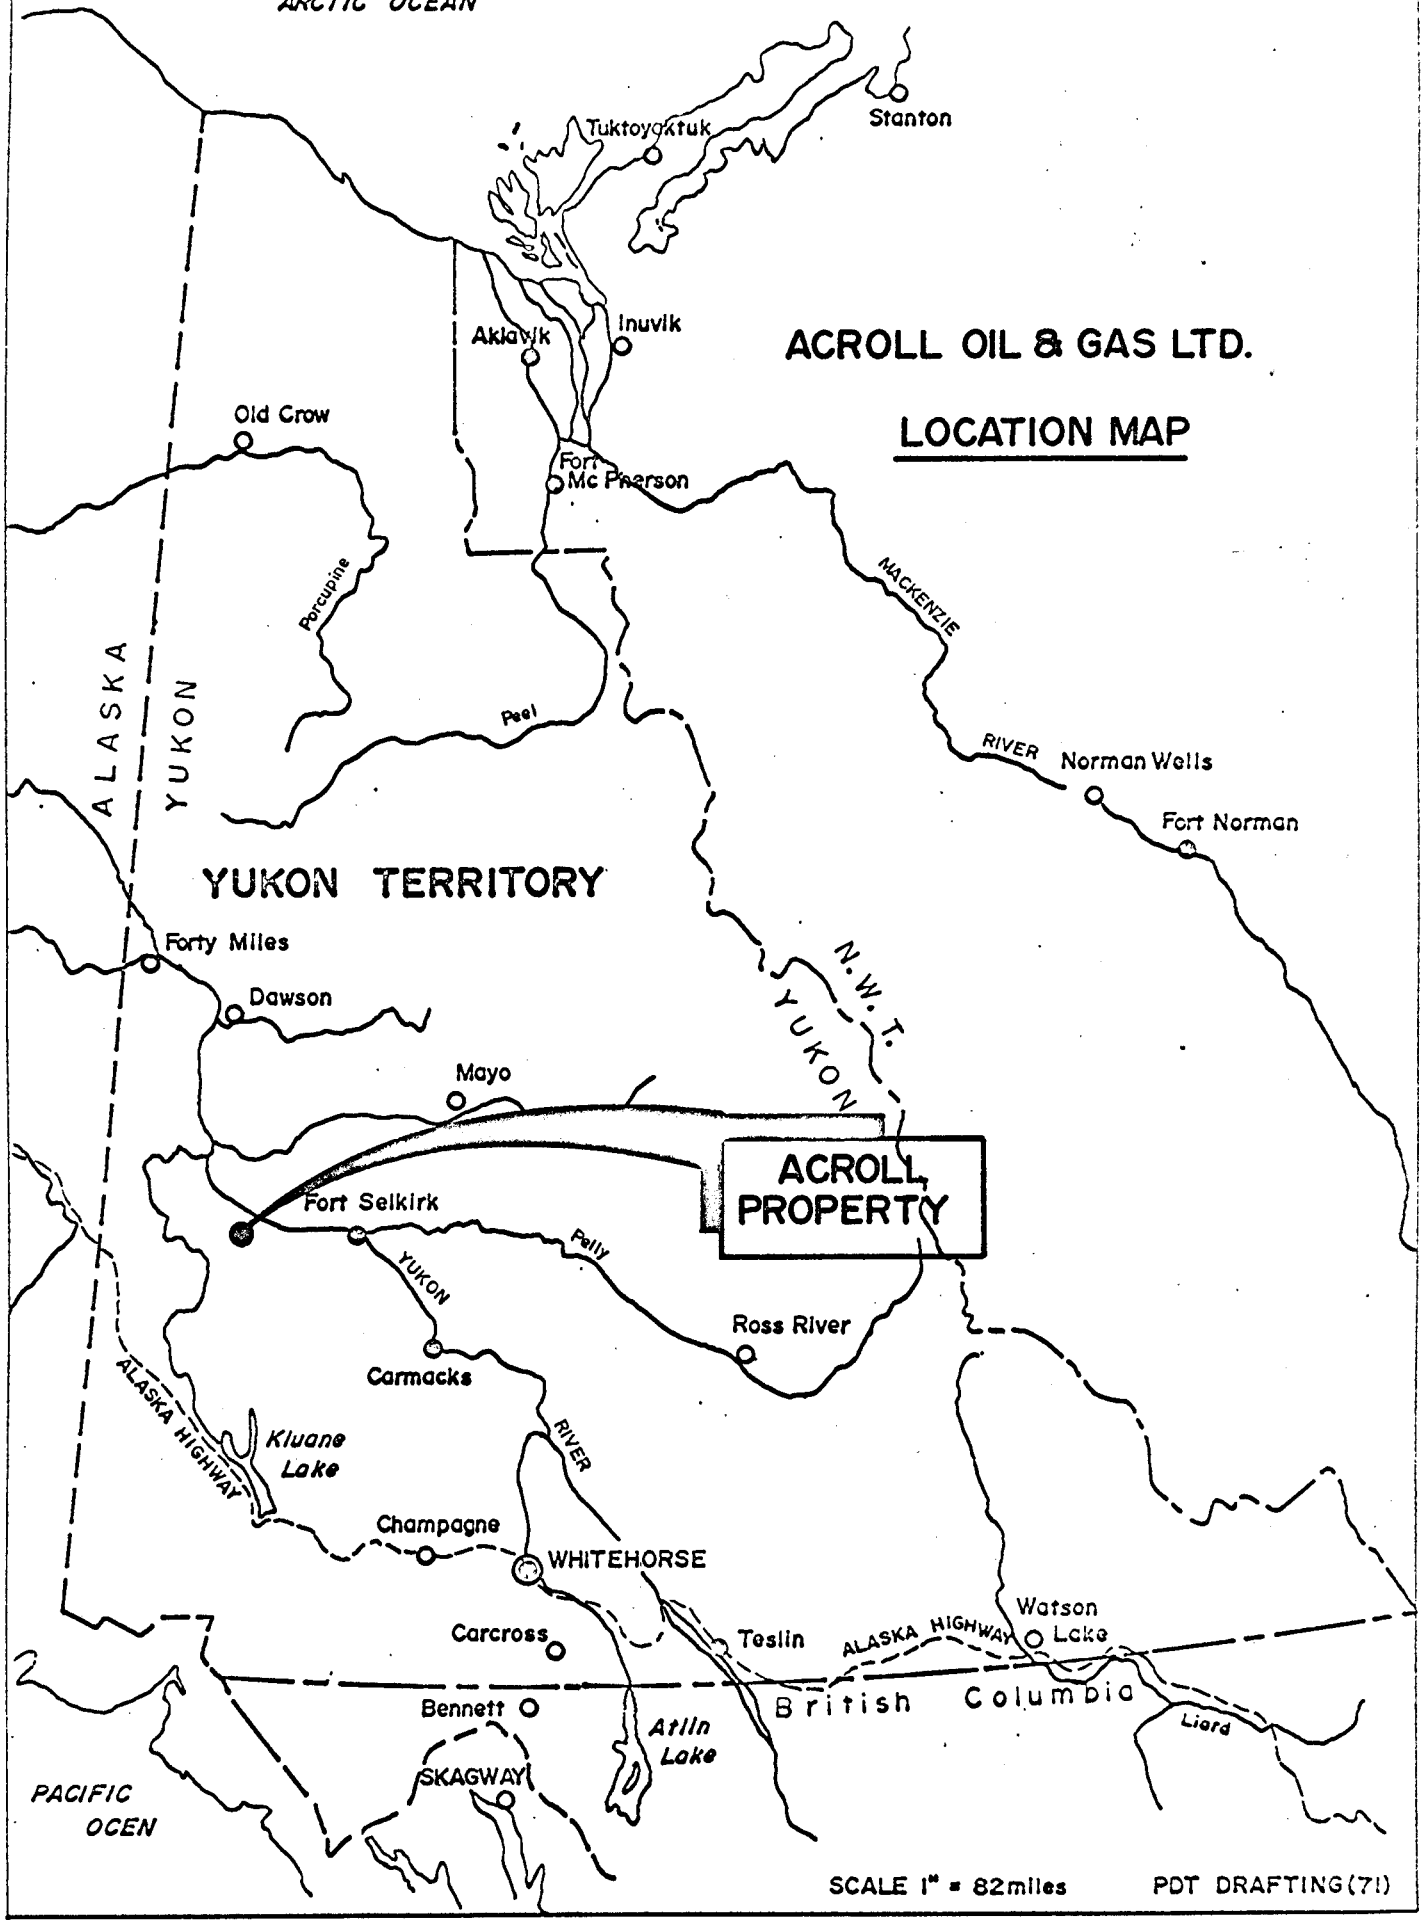 ARCTIC OCEAN
Stanton
Tuktoyaktuk
Aklavik
Inuvik
ACROLL OIL & GAS LTD.
LOCATION MAP
Old Crow
Fort
Mc Pherson
Porcupine
MACKENZIE
RIVER
ALASKA
YUKON
Peel
Norman Wells
Fort Norman
YUKON TERRITORY
Forty Miles
Dawson
N.W.T.
YUKON
Mayo
ACROLL
PROPERTY
Fort Selkirk
Pelly
YUKON
Ross River
Carmacks
ALASKA HIGHWAY
RIVER
Kluane
Lake
Champagne
WHITEHORSE
Watson
Lake
Carcross
Teslin
ALASKA HIGHWAY
British Columbia
Bennett
Liard
Atlin
Lake
SKAGWAY
PACIFIC
OCEN
SCALE 1" = 82miles
PDT DRAFTING (71)